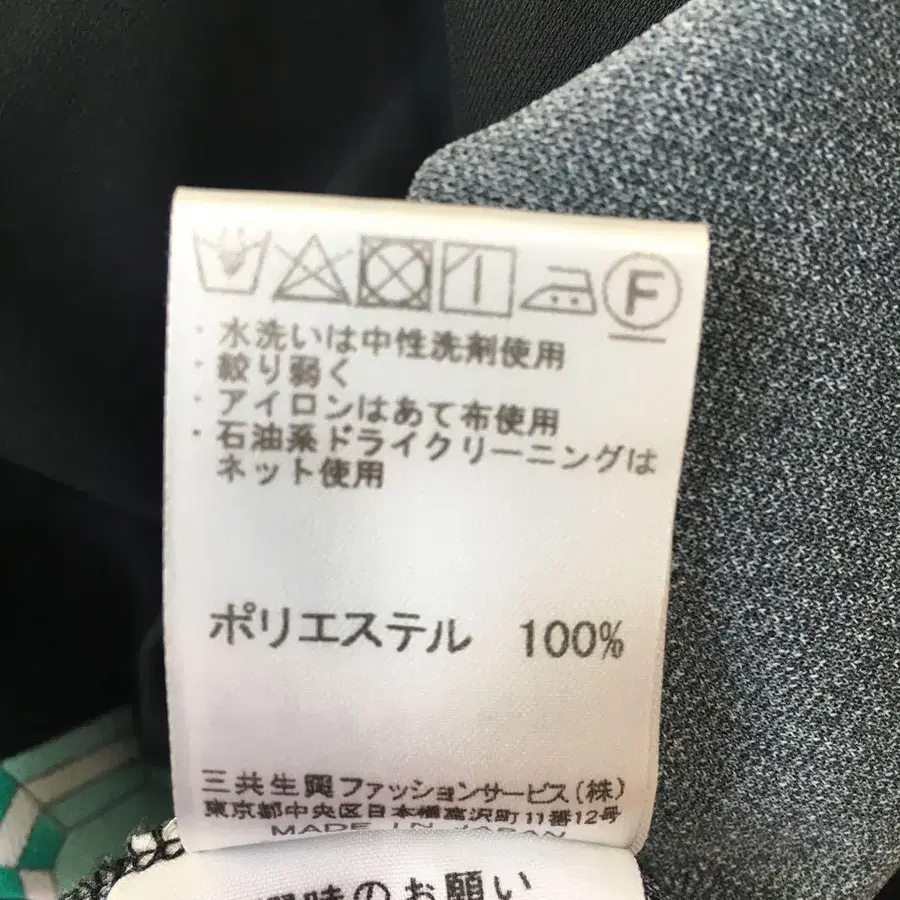 F
・水洗いは中性洗剤使用
・絞り弱く
・アイロンはあて布使用
・石油系ドライクリーニングは
ネット使用
ポリエステル 100%
三共生興ファッションサービス(株)
東京都中央区日本橋富沢町11番12号
MADE IN JAPAN
のお願い